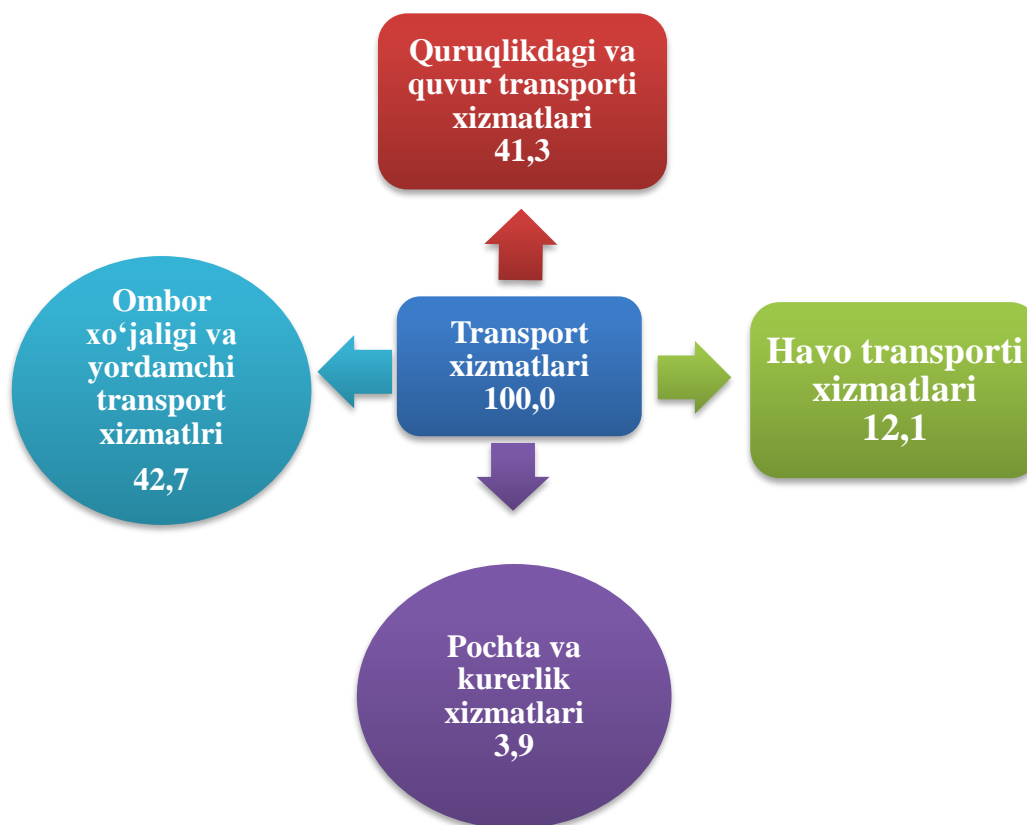 Quruqlikdagi va
quvur transporti
xizmatlari
41,3
Ombor
xo‘jaligi va
yordamchi
transport
xizmatlri
42,7
Transport
xizmatlari
100,0
Havo transporti
xizmatlari
12,1
Pochta va
kurerlik
xizmatlari
3,9